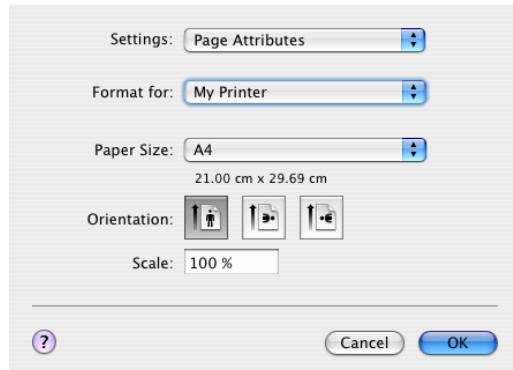 Settings: Page Attributes
Format for: My Printer
Paper Size: A4
21.00 cm x 29.69 cm
Orientation:
Scale: 100 %
? Cancel OK